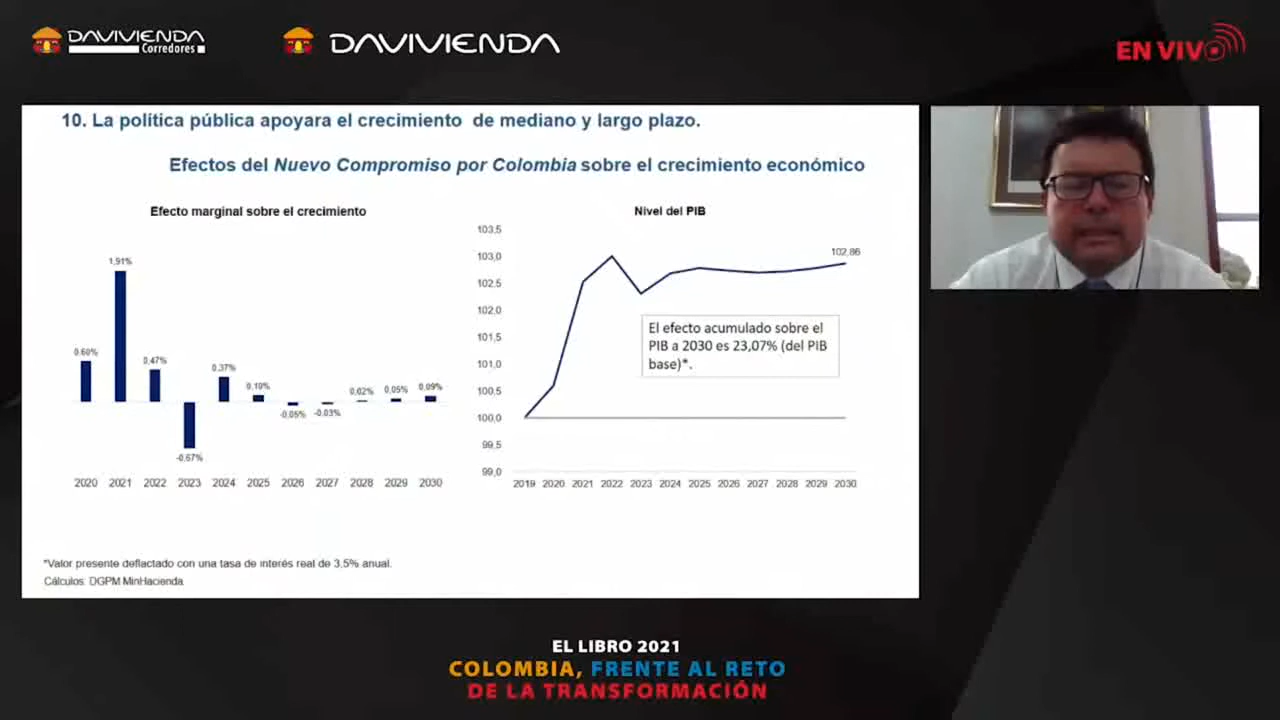 DAVIVIENDA
Corredores
DAVIVIENDA
EN VIVO
10. La política pública apoyara el crecimiento de mediano y largo plazo.
Efectos del Nuevo Compromiso por Colombia sobre el crecimiento económico
Efecto marginal sobre el crecimiento
0,60%
1,91%
0,47%
-0,67%
0,37%
0,10%
-0,05%
-0,03%
0,02%
0,05%
0,09%
2020 2021 2022 2023 2024 2025 2026 2027 2028 2029 2030
Nivel del PIB
103,5
103,0
102,5
102,0
101,5
101,0
100,5
100,0
99,5
99,0
102,86
El efecto acumulado sobre el
PIB a 2030 es 23,07% (del PIB
base)*.
2019 2020 2021 2022 2023 2024 2025 2026 2027 2028 2029 2030
*Valor presente deflactado con una tasa de interés real de 3.5% anual.
Cálculos: DGPM MinHacienda
EL LIBRO 2021
COLOMBIA, FRENTE AL RETO
DE LA TRANSFORMACIÓN